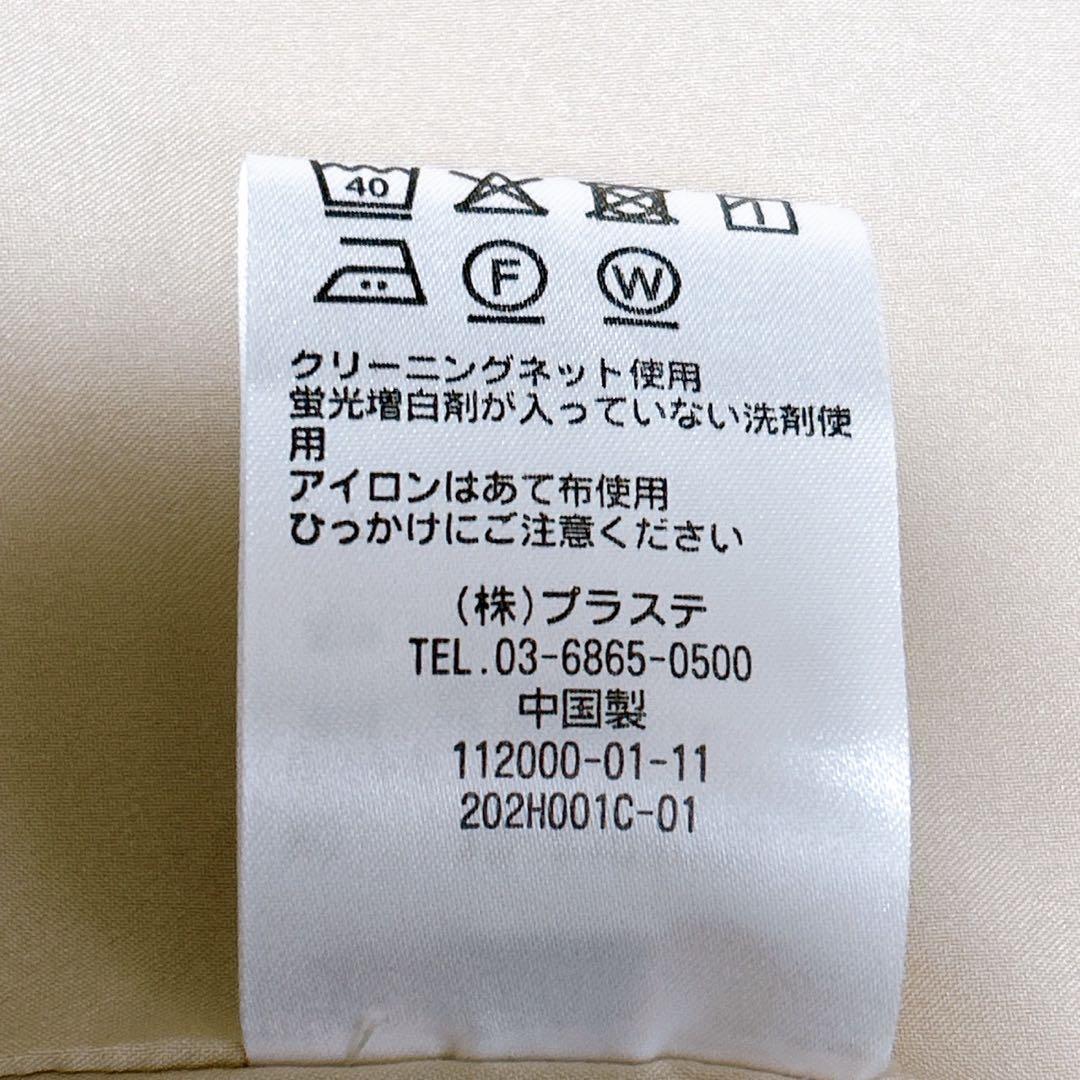 40
F W
クリーニングネット使用
蛍光増白剤が入っていない洗剤使
用
アイロンはあて布使用
ひっかけにご注意ください
(株)プラステ
TEL.03-6865-0500
中国製
112000-01-11
202H001C-01